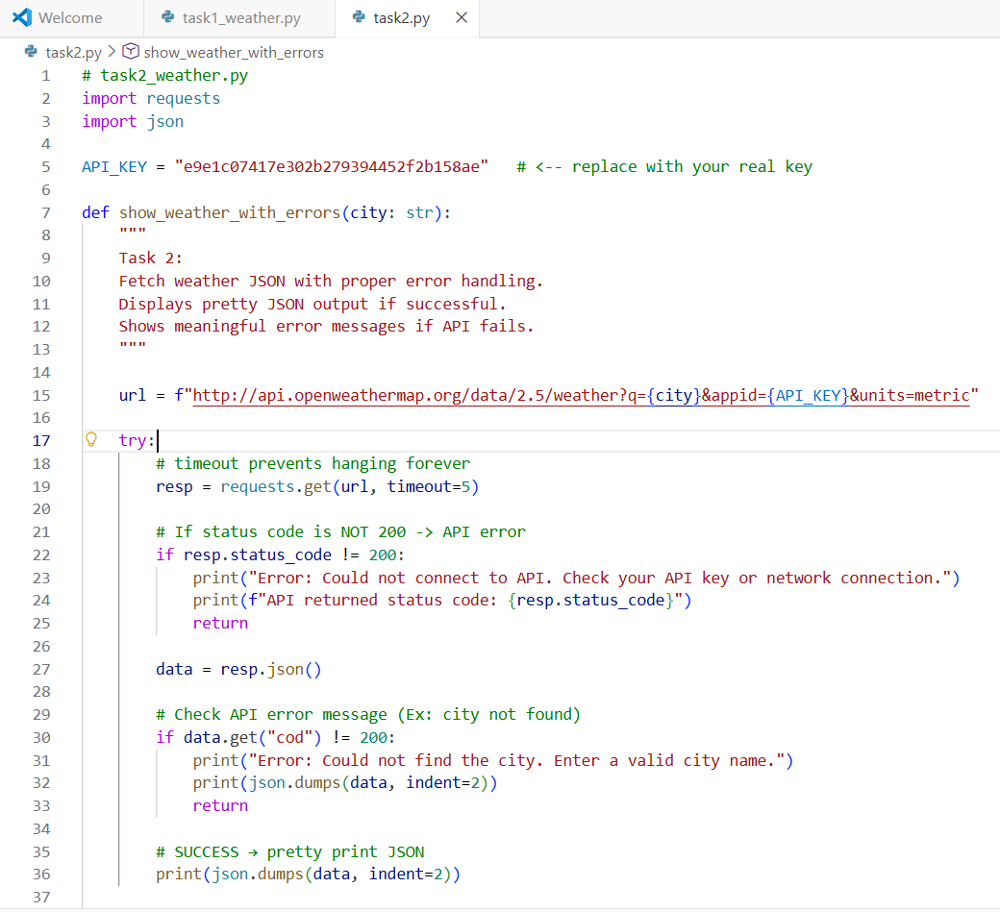 Welcome task1_weather.py task2.py
task2.py > show_weather_with_errors
1 # task2_weather.py
2 import requests
3 import json
4
5 API_KEY = "e9e1c07417e302b279394452f2b158ae" # <-- replace with your real key
6
7 def show_weather_with_errors(city: str):
8 """
9 Task 2:
10 Fetch weather JSON with proper error handling.
11 Displays pretty JSON output if successful.
12 Shows meaningful error messages if API fails.
13 """
14
15 url = f"http://api.openweathermap.org/data/2.5/weather?q={city}&appid={API_KEY}&units=metric"
16
17 try:
18 # timeout prevents hanging forever
19 resp = requests.get(url, timeout=5)
20
21 # If status code is NOT 200 -> API error
22 if resp.status_code != 200:
23 print("Error: Could not connect to API. Check your API key or network connection.")
24 print(f"API returned status code: {resp.status_code}")
25 return
26
27 data = resp.json()
28
29 # Check API error message (Ex: city not found)
30 if data.get("cod") != 200:
31 print("Error: Could not find the city. Enter a valid city name.")
32 print(json.dumps(data, indent=2))
33 return
34
35 # SUCCESS → pretty print JSON
36 print(json.dumps(data, indent=2))
37